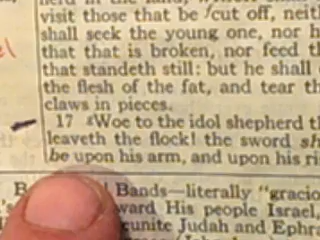 visit those that be cut off, neit
shall seek the young one, nor h
that that is broken, nor feed th
that standeth still: but he shall
the flesh of the fat, and tear th
claws in pieces.
17 Woe to the idol shepherd th
leaveth the flock! the sword sh
be upon his arm, and upon his ri
Bands—literally "gracio
ward His people Israel,
unite Judah and Ephra